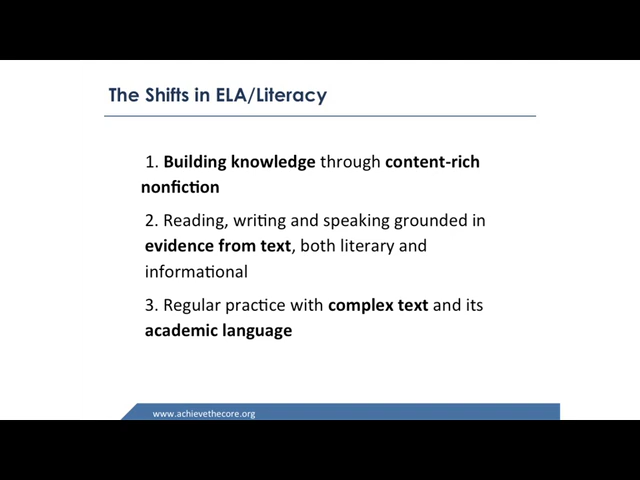 The Shifts in ELA/Literacy
1. Building knowledge through content-rich
nonfiction
2. Reading, writing and speaking grounded in
evidence from text, both literary and
informational
3. Regular practice with complex text and its
academic language
www.achievethecore.org